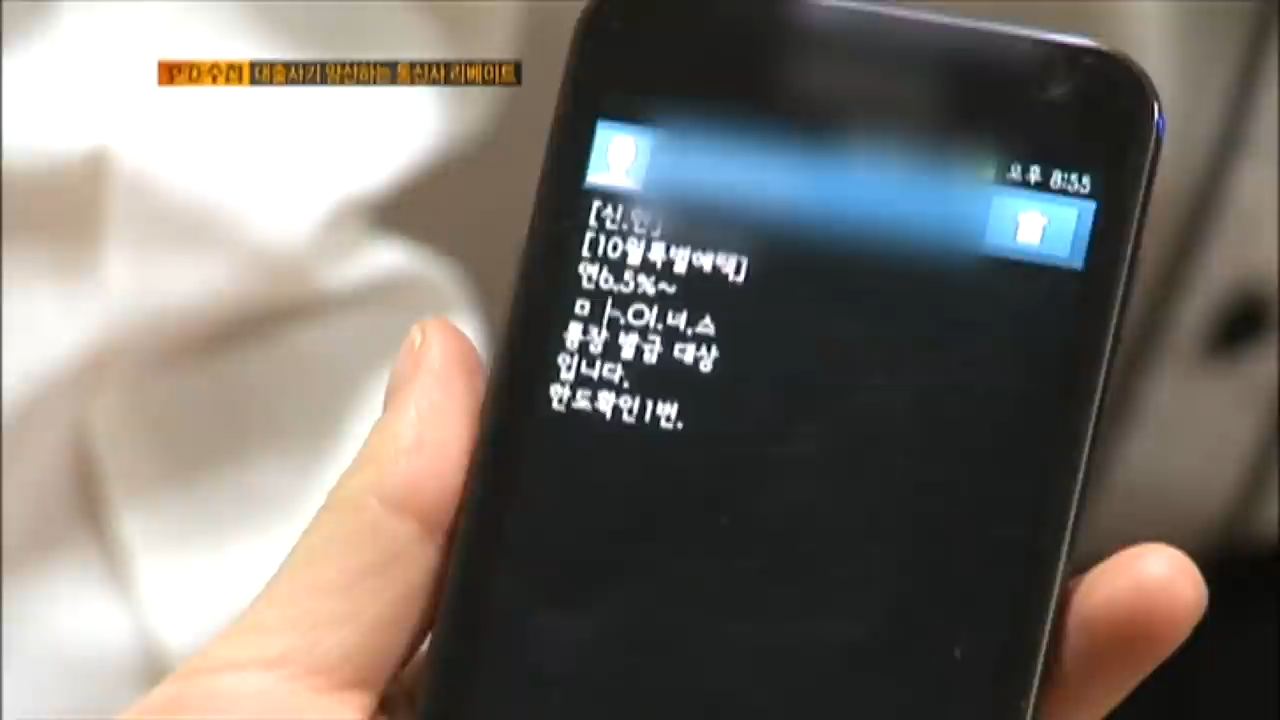 PD수첩 대출사기 양산하는 통신사 리베이트
오후 8:55
[신.한]
[10월특별혜택]
연6.5%~
ㅁㅏ.이.너.스
통장 발급 대상
입니다.
한도확인1번.